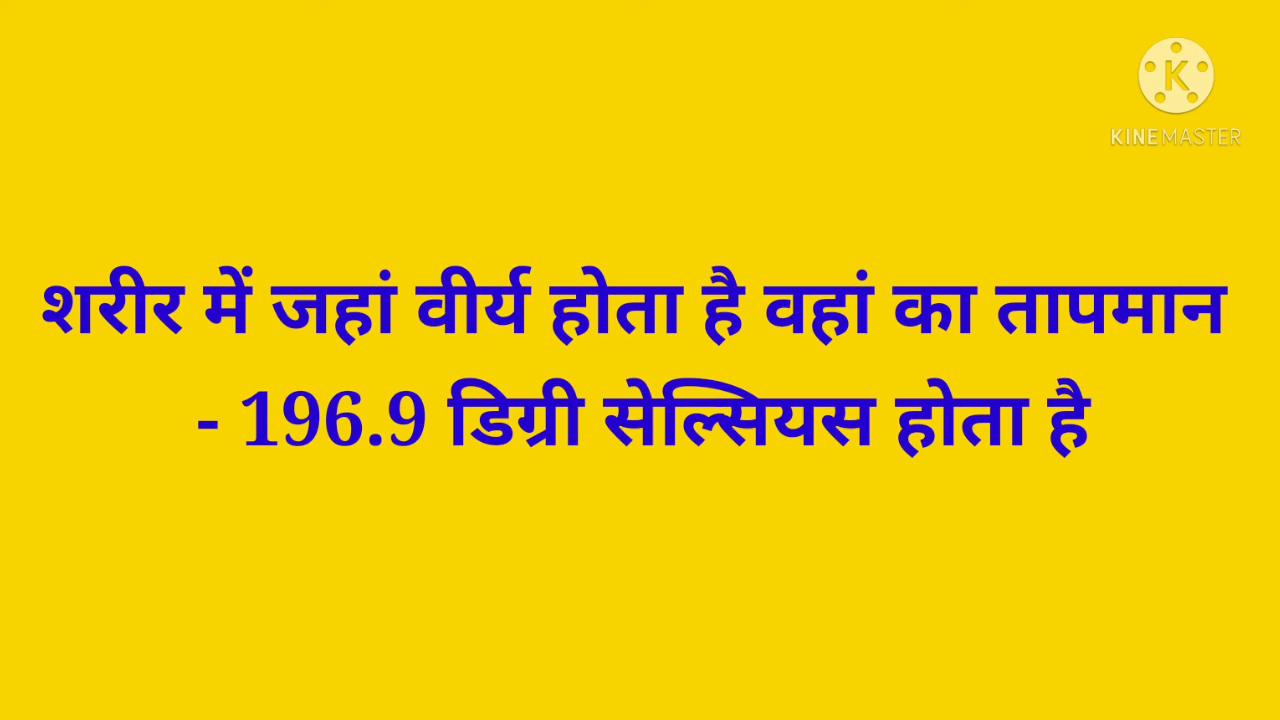 K
KINEMASTER
शरीर में जहां वीर्य होता है वहां का तापमान
- 196.9 डिग्री सेल्सियस होता है